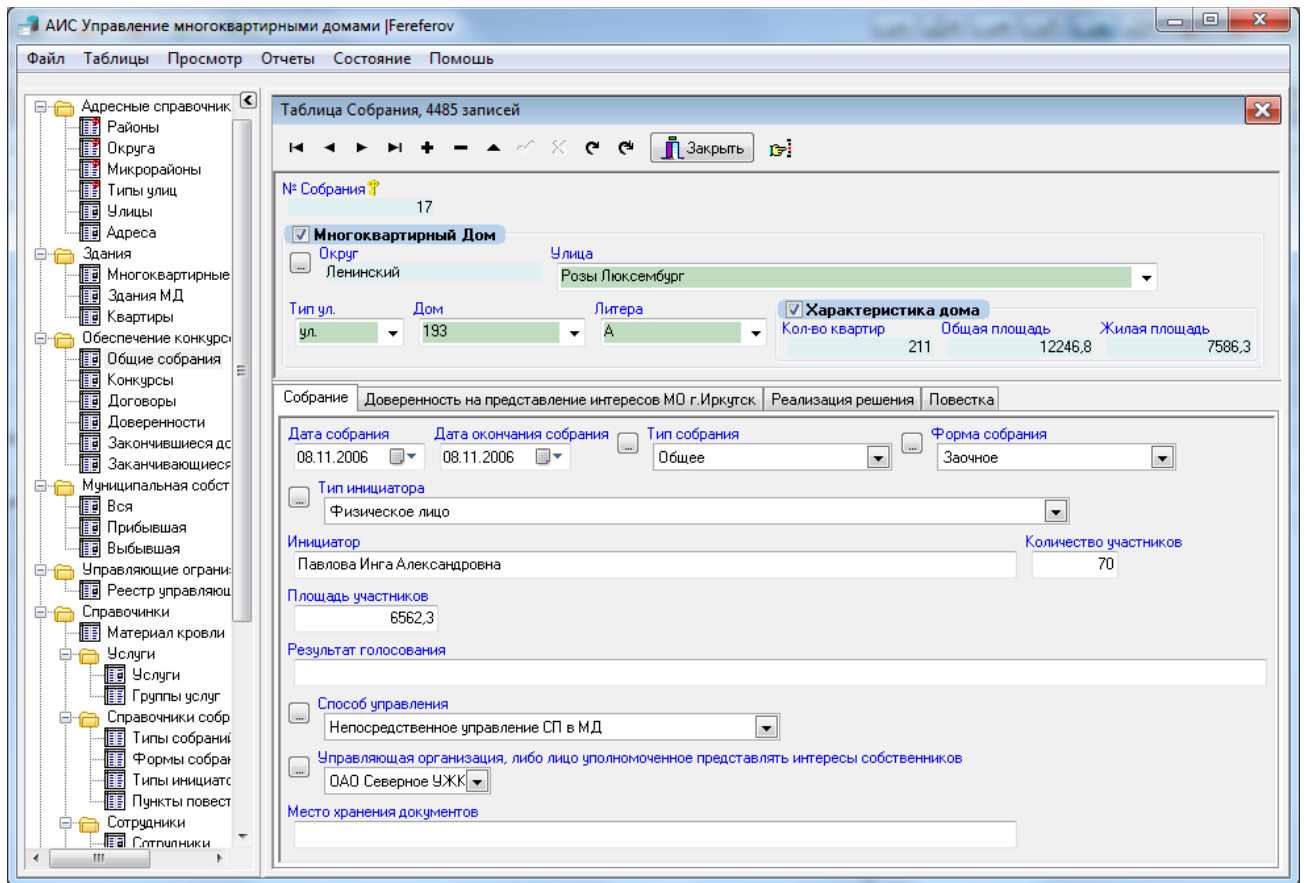 АИС Управление многоквартирными домами |Fereferov
Файл Таблицы Просмотр Отчеты Состояние Помошь
Адресные справочник
Районы
Округа
Микрорайоны
Типы улиц
Улицы
Адреса
Здания
Многоквартирные
Здания МД
Квартиры
Обеспечение конкурс
Общие собрания
Конкурсы
Договоры
Доверенности
Закончившиеся дс
Заканчивающиеся
Муниципальная собст
Вся
Прибывшая
Выбывшая
Управляющие ограни
Реестр управляющ
Справочинки
Материал кровли
Услуги
Услуги
Группы услуг
Справочники собр
Типы собраний
Формы собран
Типы инициатс
Пункты повест
Сотрудники
Сотрудники
Таблица Собрания, 4485 записей
Закрыть
№ Собрания
17
Многоквартирный Дом
Округ Улица
... Ленинский Розы Люксембург
Тип ул. Дом Литера Характеристика дома
Кол-во квартир Общая площадь Жилая площадь
ул. 193 А 211 12246,8 7586,3
Собрание Доверенность на представление интересов МО г.Иркутск Реализация решения Повестка
Дата собрания Дата окончания собрания ... Тип собрания ... Форма собрания
08.11.2006 08.11.2006 Общее Заочное
... Тип инициатора
Физическое лицо
Инициатор Количество участников
Павлова Инга Александровна 70
Площадь участников
6562,3
Результат голосования
... Способ управления
Непосредственное управление СП в МД
... Управляющая организация, либо лицо уполномоченное представлять интересы собственников
ОАО Северное УЖК
Место хранения документов